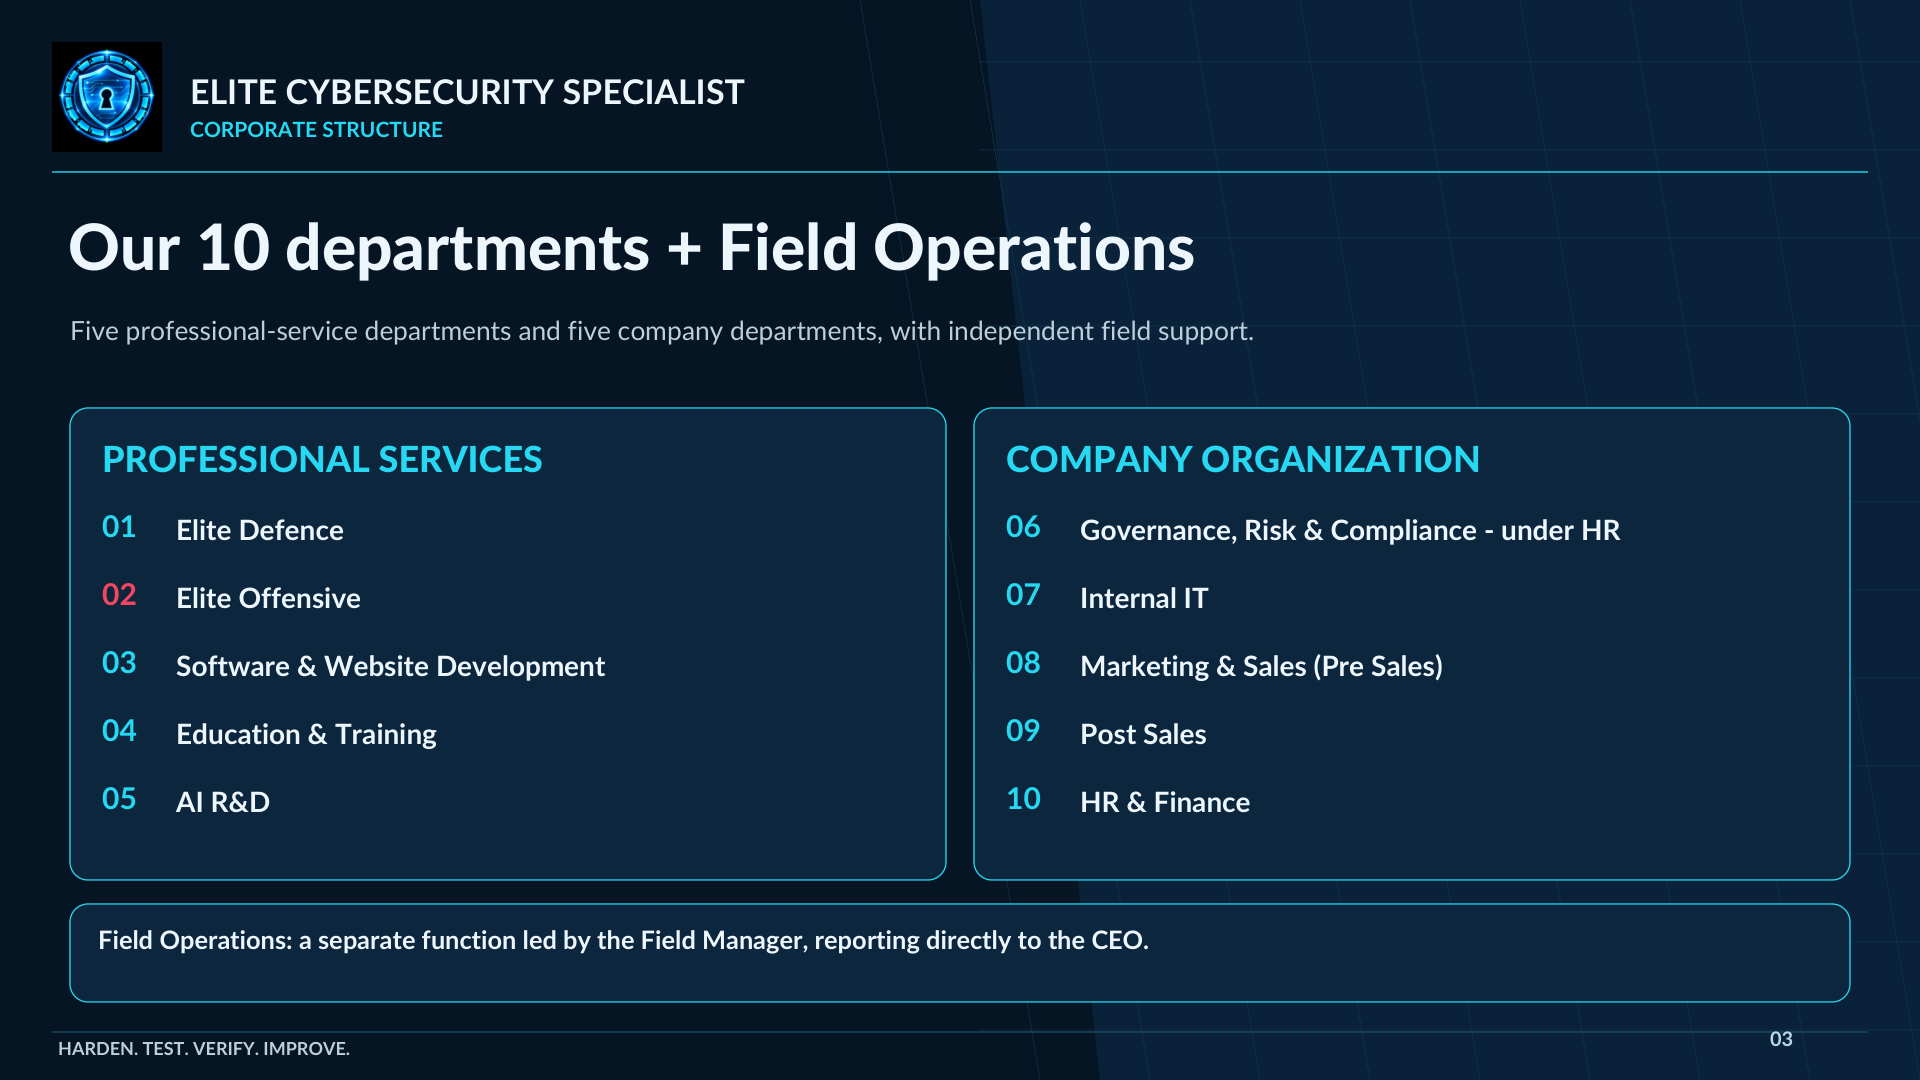 ELITE CYBERSECURITY SPECIALIST
CORPORATE STRUCTURE
Our 10 departments + Field Operations
Five professional-service departments and five company departments, with independent field support.
PROFESSIONAL SERVICES
01 Elite Defence
02 Elite Offensive
03 Software & Website Development
04 Education & Training
05 AI R&D
COMPANY ORGANIZATION
06 Governance, Risk & Compliance - under HR
07 Internal IT
08 Marketing & Sales (Pre Sales)
09 Post Sales
10 HR & Finance
Field Operations: a separate function led by the Field Manager, reporting directly to the CEO.
HARDEN. TEST. VERIFY. IMPROVE.
03